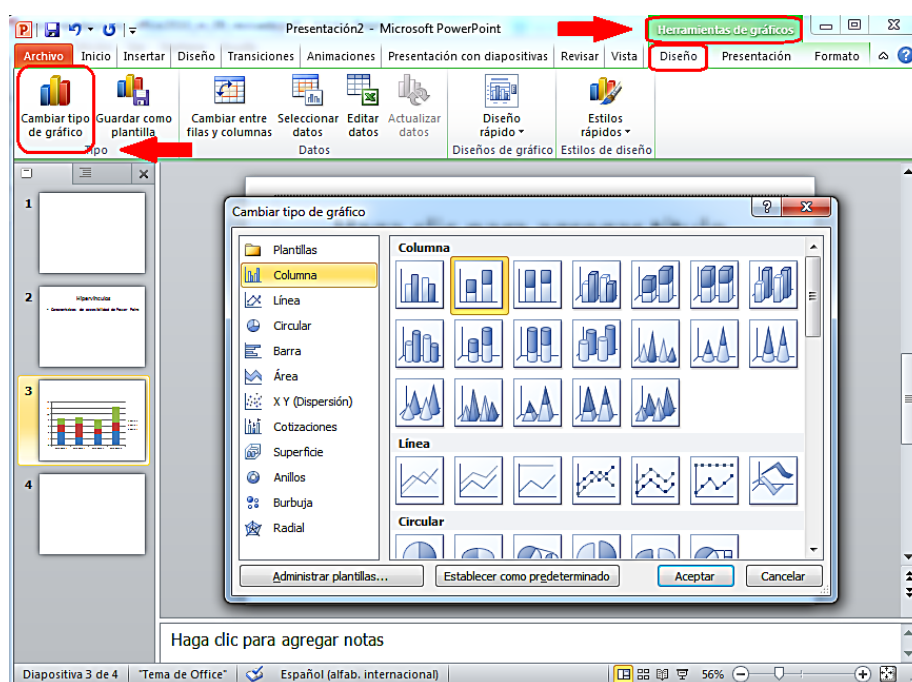 Presentación2 - Microsoft PowerPoint
Herramientas de gráficos
Archivo Inicio Insertar Diseño Transiciones Animaciones Presentación con diapositivas Revisar Vista Diseño Presentación Formato
Cambiar tipo de gráfico
Guardar como plantilla
Cambiar entre filas y columnas
Seleccionar datos
Editar datos
Actualizar datos
Diseño rápido
Estilos rápidos
Tipo
Datos
Diseños de gráfico
Estilos de diseño
1
2
Hipervínculos
3
4
Cambiar tipo de gráfico
Plantillas
Columna
Línea
Circular
Barra
Área
X Y (Dispersión)
Cotizaciones
Superficie
Anillos
Burbuja
Radial
Columna
Línea
Circular
Administrar plantillas...
Establecer como predeterminado
Aceptar
Cancelar
Haga clic para agregar notas
Diapositiva 3 de 4
"Tema de Office"
Español (alfab. internacional)
56%